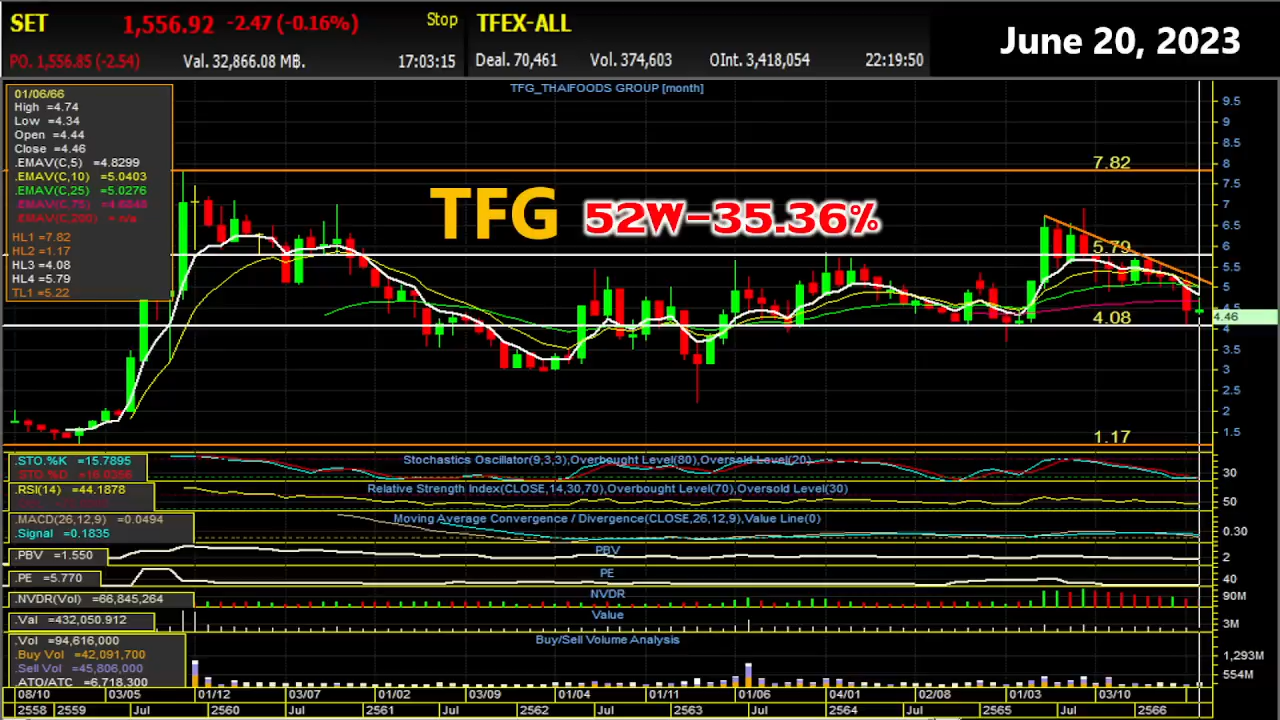 SET 1,556.92 -2.47 (-0.16%) Stop TFEX-ALL June 20, 2023
PO. 1,556.85 (-2.54) Val. 32,866.08 MB. 17:03:15 Deal. 70,461 Vol. 374,603 OInt. 3,418,054 22:19:50
TFG_THAIFOODS GROUP [month]
01/06/66
High =4.74
Low =4.34
Open =4.44
Close =4.46
.EMAV(C,5) =4.8299
.EMAV(C,10) =5.0403
.EMAV(C,25) =5.0276
.EMAV(C,75)
.EMAV(C,200) = n/a
HL1 =7.82
HL2 =1.17
HL3 =4.08
HL4 =5.79
TL1 =5.22
TFG 52W-35.36%
7.82
5.79
4.08
1.17
9.5
9
8.5
8
7.5
7
6.5
6
5.5
5
4.5
4.46
4
3.5
3
2.5
2
1.5
.STO.%K =15.7895
.STO.%D
Stochastics Oscillator(9,3,3),Overbought Level(80),Oversold Level(20)
30
.RSI(14) =44.1878
Relative Strength Index(CLOSE,14,30,70),Overbought Level(70),Oversold Level(30)
50
.MACD(26,12,9) =0.0494
.Signal =0.1835
Moving Average Convergence / Divergence(CLOSE,26,12,9),Value Line(0)
0.30
.PBV =1.550
PBV
2
.PE =5.770
PE
40
.NVDR(Vol) =66,845,264
NVDR
90M
.Val =432,050.912
Value
3M
.Vol =94,616,000
.Buy Vol =42,091,700
.Sell Vol =45,806,000
.ATO/ATC =6,718,300
Buy/Sell Volume Analysis
1,293M
554M
08/10 03/05 01/12 03/07 01/02 03/09 01/04 01/11 01/06 04/01 02/08 01/03 03/10
2558 2559 Jul 2560 Jul 2561 Jul 2562 Jul 2563 Jul 2564 Jul 2565 Jul 2566